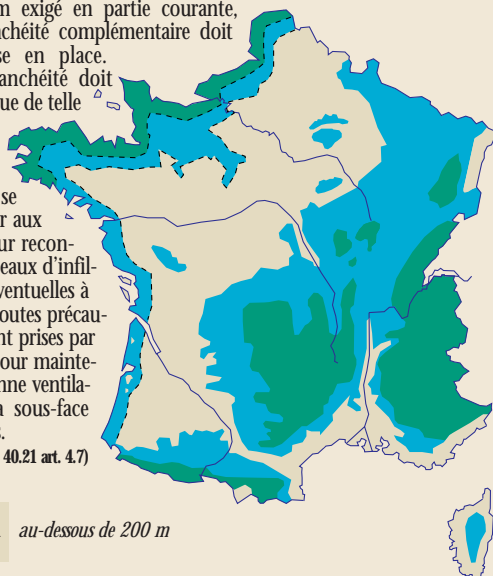 m exigé en partie courante,
chéité complémentaire doit
se en place.
anchéité doit
ue de telle
se
r aux
ur recon-
eaux d'infil-
ventuelles à
outes précau-
nt prises par
our mainte-
nne ventila-
a sous-face
40.21 art. 4.7)
au-dessous de 200 m